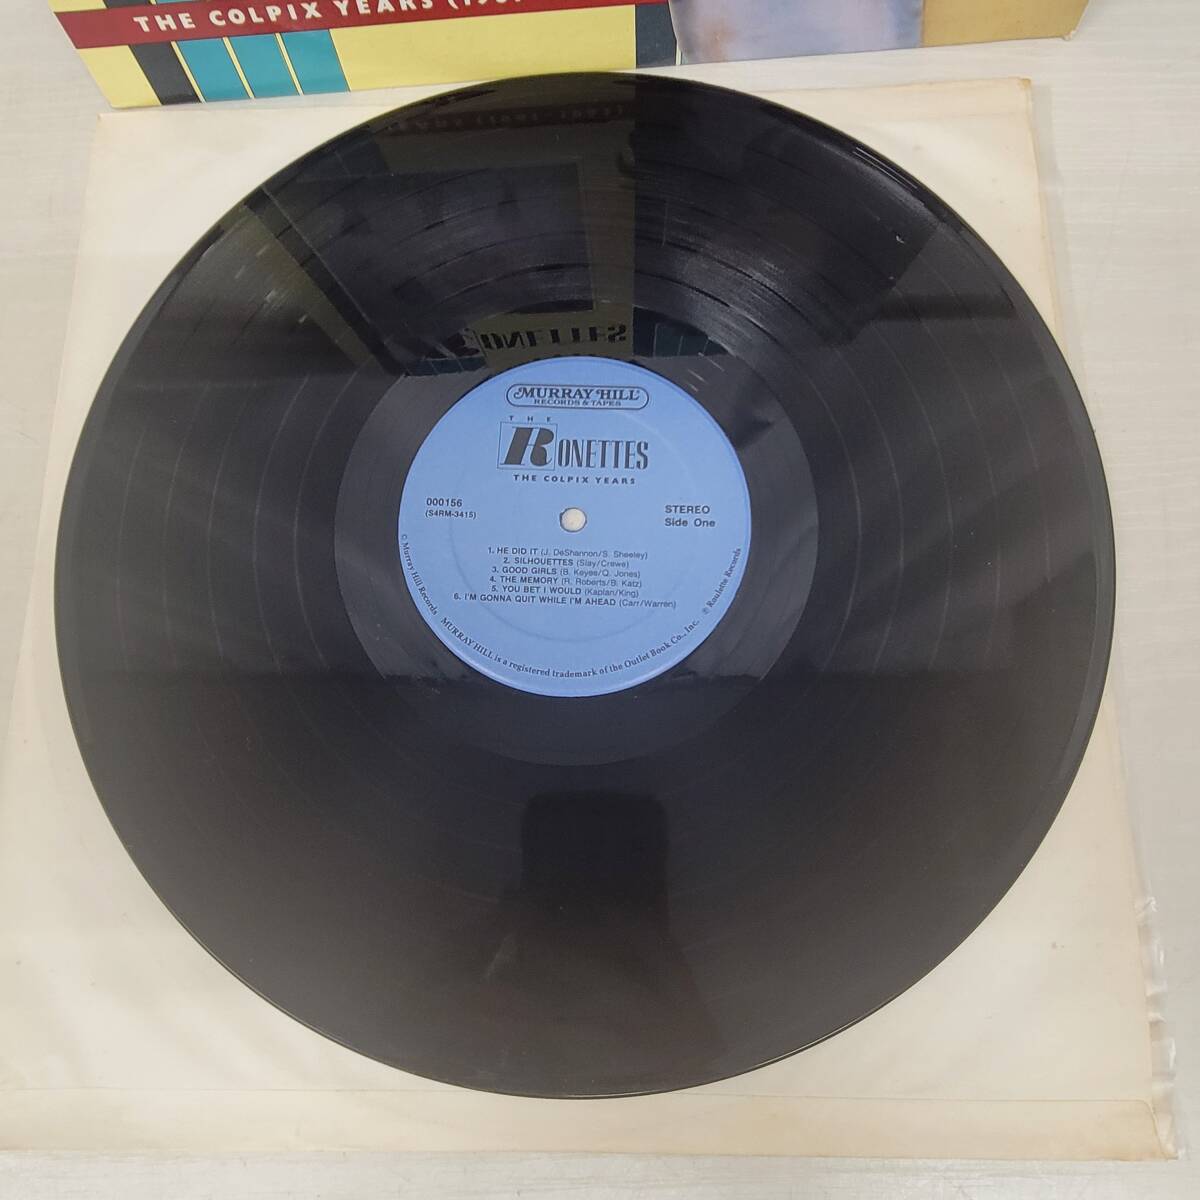 THE COLPIX YEARS (196
ONETTES
MURRAY HILL
RECORDS & TAPES
THE
RONETTES
THE COLPIX YEARS
000156
(S4RM-3415)
STEREO
Side One
1. HE DID IT (J. DeShannon/S. Sheeley)
2. SILHOUETTES (Slay/Crewe)
3. GOOD GIRLS (B. Keyes/Q. Jones)
4. THE MEMORY (R. Roberts/B. Katz)
5. YOU BET I WOULD (Kaplan/King)
6. I'M GONNA QUIT WHILE I'M AHEAD (Carr/Warren)
© Murray Hill Records
MURRAY HILL is a registered trademark of the Outlet Book Co., Inc.
℗ Roulette Records